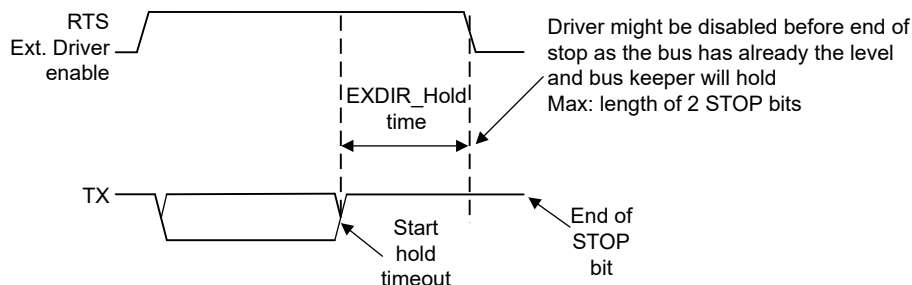 RTS
Ext. Driver
enable
Driver might be disabled before end of
stop as the bus has already the level
and bus keeper will hold
Max: length of 2 STOP bits
EXDIR_Hold
time
TX
Start
hold
timeout
End of
STOP
bit